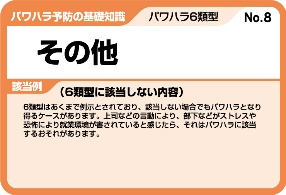 パワハラ予防の基礎知識 パワハラ6類型 No.8
その他
該当例 (6類型に該当しない内容)
6類型はあくまで例示とされており、該当しない場合でもパワハラとなり
得るケースがあります。上司などの言動により、部下などがストレスや
恐怖により就業環境が害されていると感じたら、それはパワハラに該当
するおそれがあります。